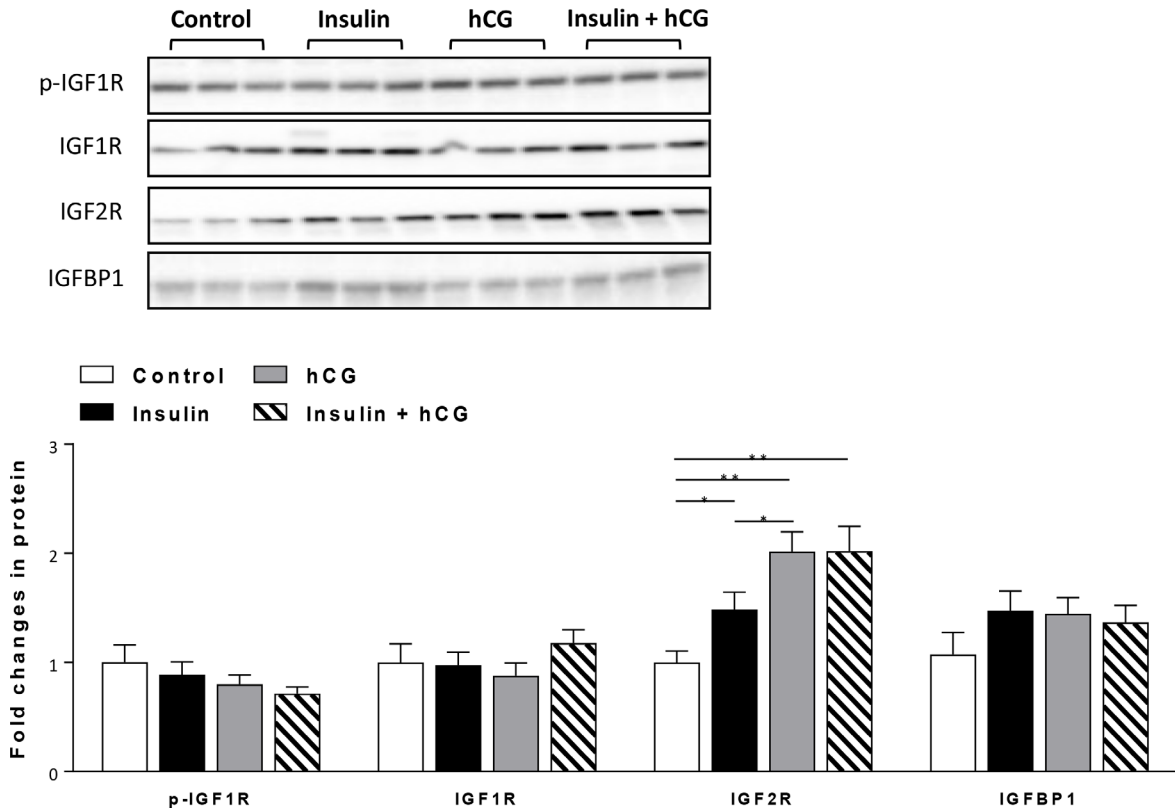 Control Insulin hCG Insulin + hCG
p-IGF1R
IGF1R
IGF2R
IGFBP1
Control hCG
Insulin Insulin + hCG
Fold changes in protein
3
2
1
0
**
**
*
*
p-IGF1R IGF1R IGF2R IGFBP1